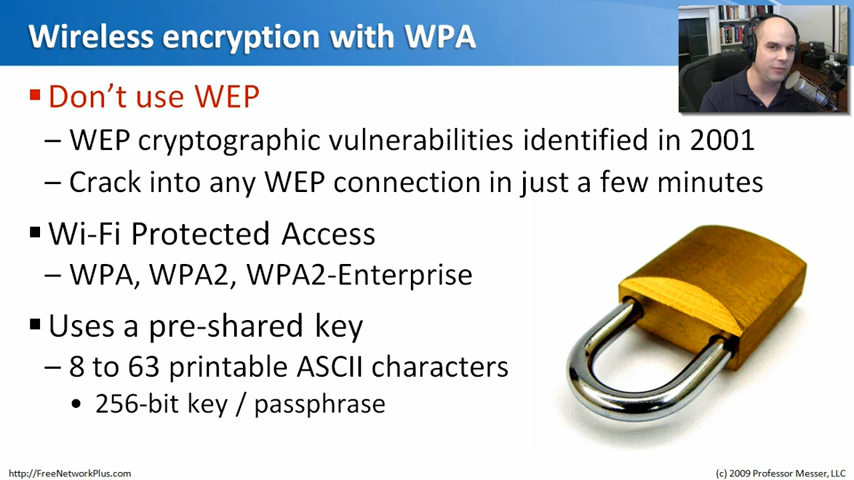 Wireless encryption with WPA
▪ Don't use WEP
– WEP cryptographic vulnerabilities identified in 2001
– Crack into any WEP connection in just a few minutes
▪ Wi-Fi Protected Access
– WPA, WPA2, WPA2-Enterprise
▪ Uses a pre-shared key
– 8 to 63 printable ASCII characters
• 256-bit key / passphrase
http://FreeNetworkPlus.com
(c) 2009 Professor Messer, LLC